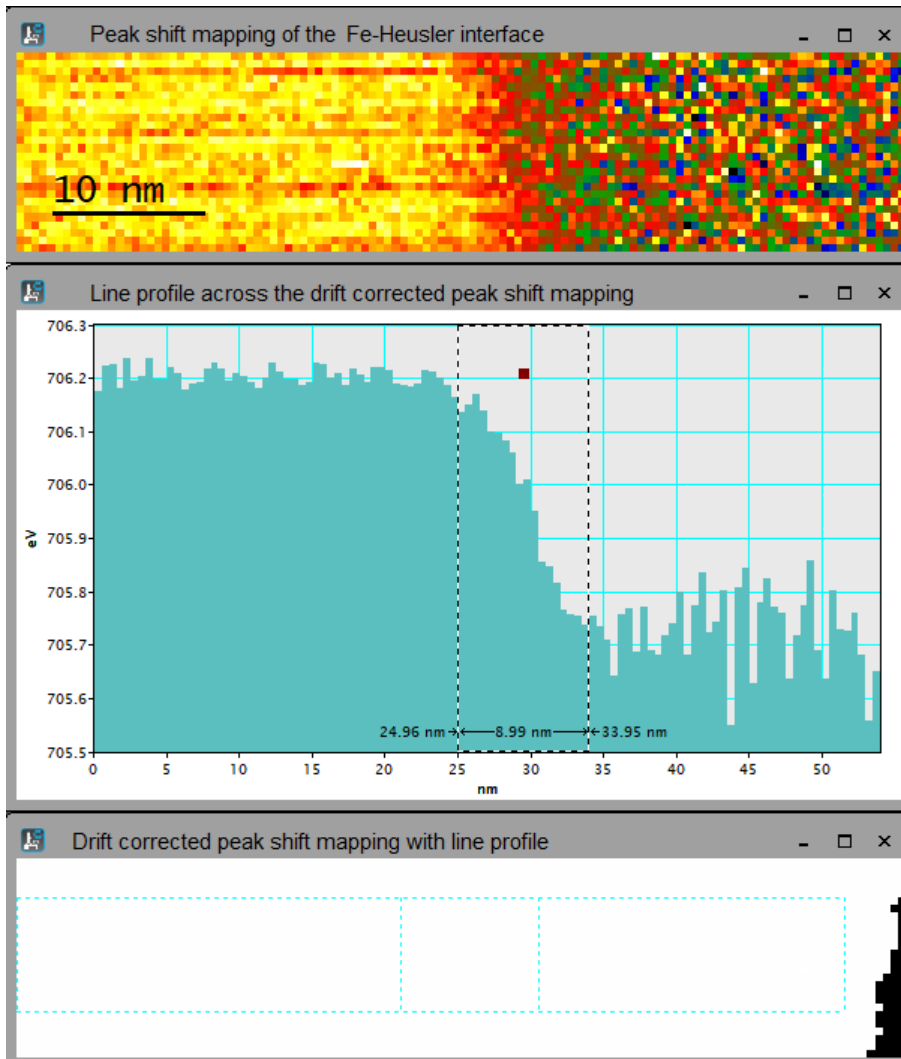 Peak shift mapping of the Fe-Heusler interface
10 nm
Line profile across the drift corrected peak shift mapping
706.3
706.2
706.1
706.0
705.9
705.8
705.7
705.6
705.5
eV
24.96 nm
8.99 nm
33.95 nm
0 5 10 15 20 25 30 35 40 45 50
nm
Drift corrected peak shift mapping with line profile